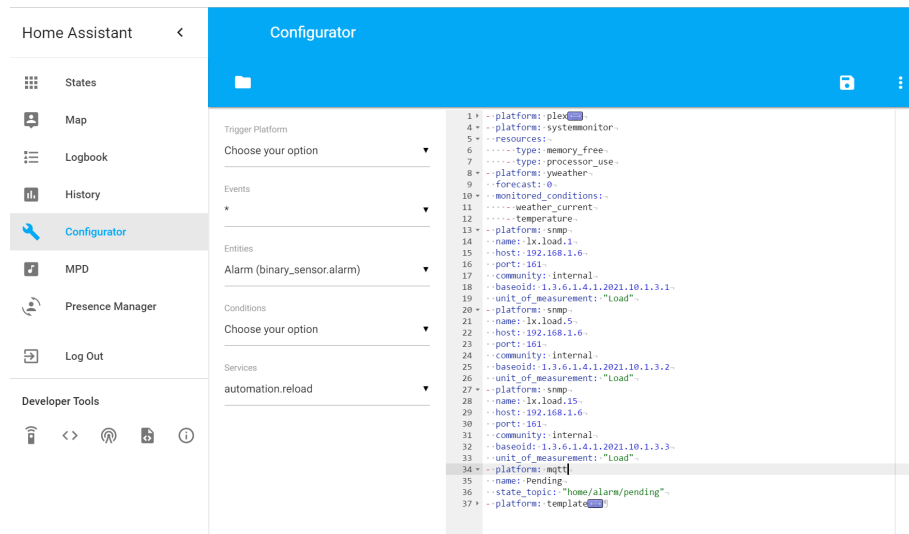 Home Assistant
Configurator
States
Map
Logbook
History
Configurator
MPD
Presence Manager
Log Out
Developer Tools
Trigger Platform
Choose your option
Events
*
Entities
Alarm (binary_sensor.alarm)
Conditions
Choose your option
Services
automation.reload
1 - platform: plex
4 - platform: systemmonitor
5 resources:
6 - type: memory_free
7 - type: processor_use
8 - platform: yweather
9 forecast: 0
10 monitored_conditions:
11 - weather_current
12 - temperature
13 - platform: snmp
14 name: lx.load.1
15 host: 192.168.1.6
16 port: 161
17 community: internal
18 baseoid: 1.3.6.1.4.1.2021.10.1.3.1
19 unit_of_measurement: "Load"
20 - platform: snmp
21 name: lx.load.5
22 host: 192.168.1.6
23 port: 161
24 community: internal
25 baseoid: 1.3.6.1.4.1.2021.10.1.3.2
26 unit_of_measurement: "Load"
27 - platform: snmp
28 name: lx.load.15
29 host: 192.168.1.6
30 port: 161
31 community: internal
32 baseoid: 1.3.6.1.4.1.2021.10.1.3.3
33 unit_of_measurement: "Load"
34 - platform: mqtt
35 name: Pending
36 state_topic: "home/alarm/pending"
37 - platform: template